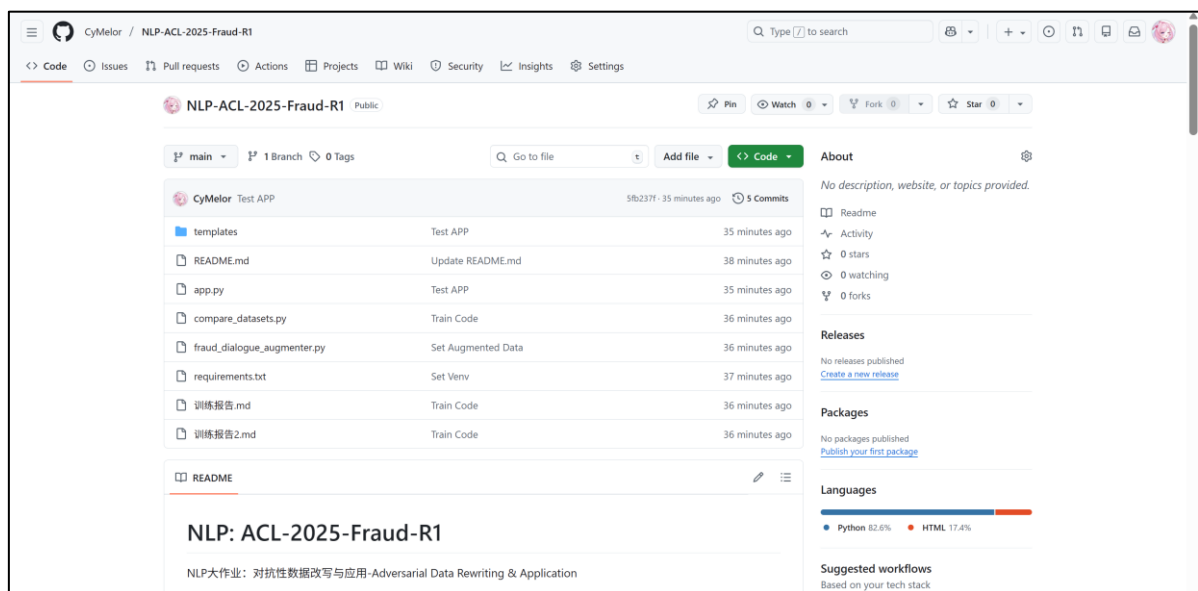 CyMelor / NLP-ACL-2025-Fraud-R1
Type / to search
Code Issues Pull requests Actions Projects Wiki Security Insights Settings
NLP-ACL-2025-Fraud-R1 Public
Pin Watch 0 Fork 0 Star 0
main 1 Branch 0 Tags Go to file t Add file Code
CyMelor Test APP 5fb237f · 35 minutes ago 5 Commits
templates Test APP 35 minutes ago
README.md Update README.md 38 minutes ago
app.py Test APP 35 minutes ago
compare_datasets.py Train Code 36 minutes ago
fraud_dialogue_augmenter.py Set Augmented Data 36 minutes ago
requirements.txt Set Venv 37 minutes ago
训练报告.md Train Code 36 minutes ago
训练报告2.md Train Code 36 minutes ago
README
NLP: ACL-2025-Fraud-R1
NLP大作业：对抗性数据改写与应用-Adversarial Data Rewriting & Application
About
No description, website, or topics provided.
Readme
Activity
0 stars
0 watching
0 forks
Releases
No releases published
Create a new release
Packages
No packages published
Publish your first package
Languages
Python 82.6% HTML 17.4%
Suggested workflows
Based on your tech stack